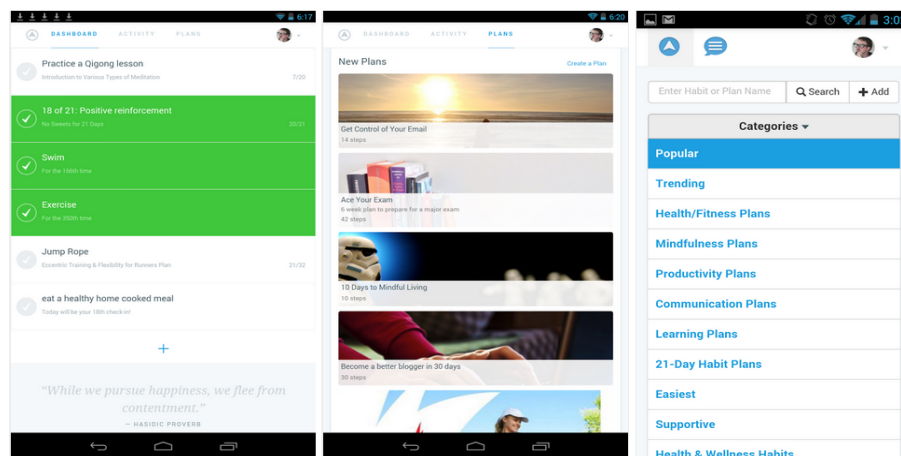 6:17
DASHBOARD ACTIVITY PLANS
Practice a Qigong lesson
Introduction to Various Types of Meditation 7/20
18 of 21: Positive reinforcement
No Sweets for 21 Days 20/21
Swim
For the 166th time
Exercise
For the 350th time
Jump Rope
Eccentric Training & Flexibility for Runners Plan 21/32
eat a healthy home cooked meal
Today will be your 18th check-in!
+
"While we pursue happiness, we flee from
contentment."
– HASIDIC PROVERB
6:20
DASHBOARD ACTIVITY PLANS
New Plans Create a Plan
Get Control of Your Email
14 steps
Ace Your Exam
6 week plan to prepare for a major exam
42 steps
10 Days to Mindful Living
10 steps
Become a better blogger in 30 days
30 steps
3:0
Enter Habit or Plan Name Search + Add
Categories
Popular
Trending
Health/Fitness Plans
Mindfulness Plans
Productivity Plans
Communication Plans
Learning Plans
21-Day Habit Plans
Easiest
Supportive
Health & Wellness Habits